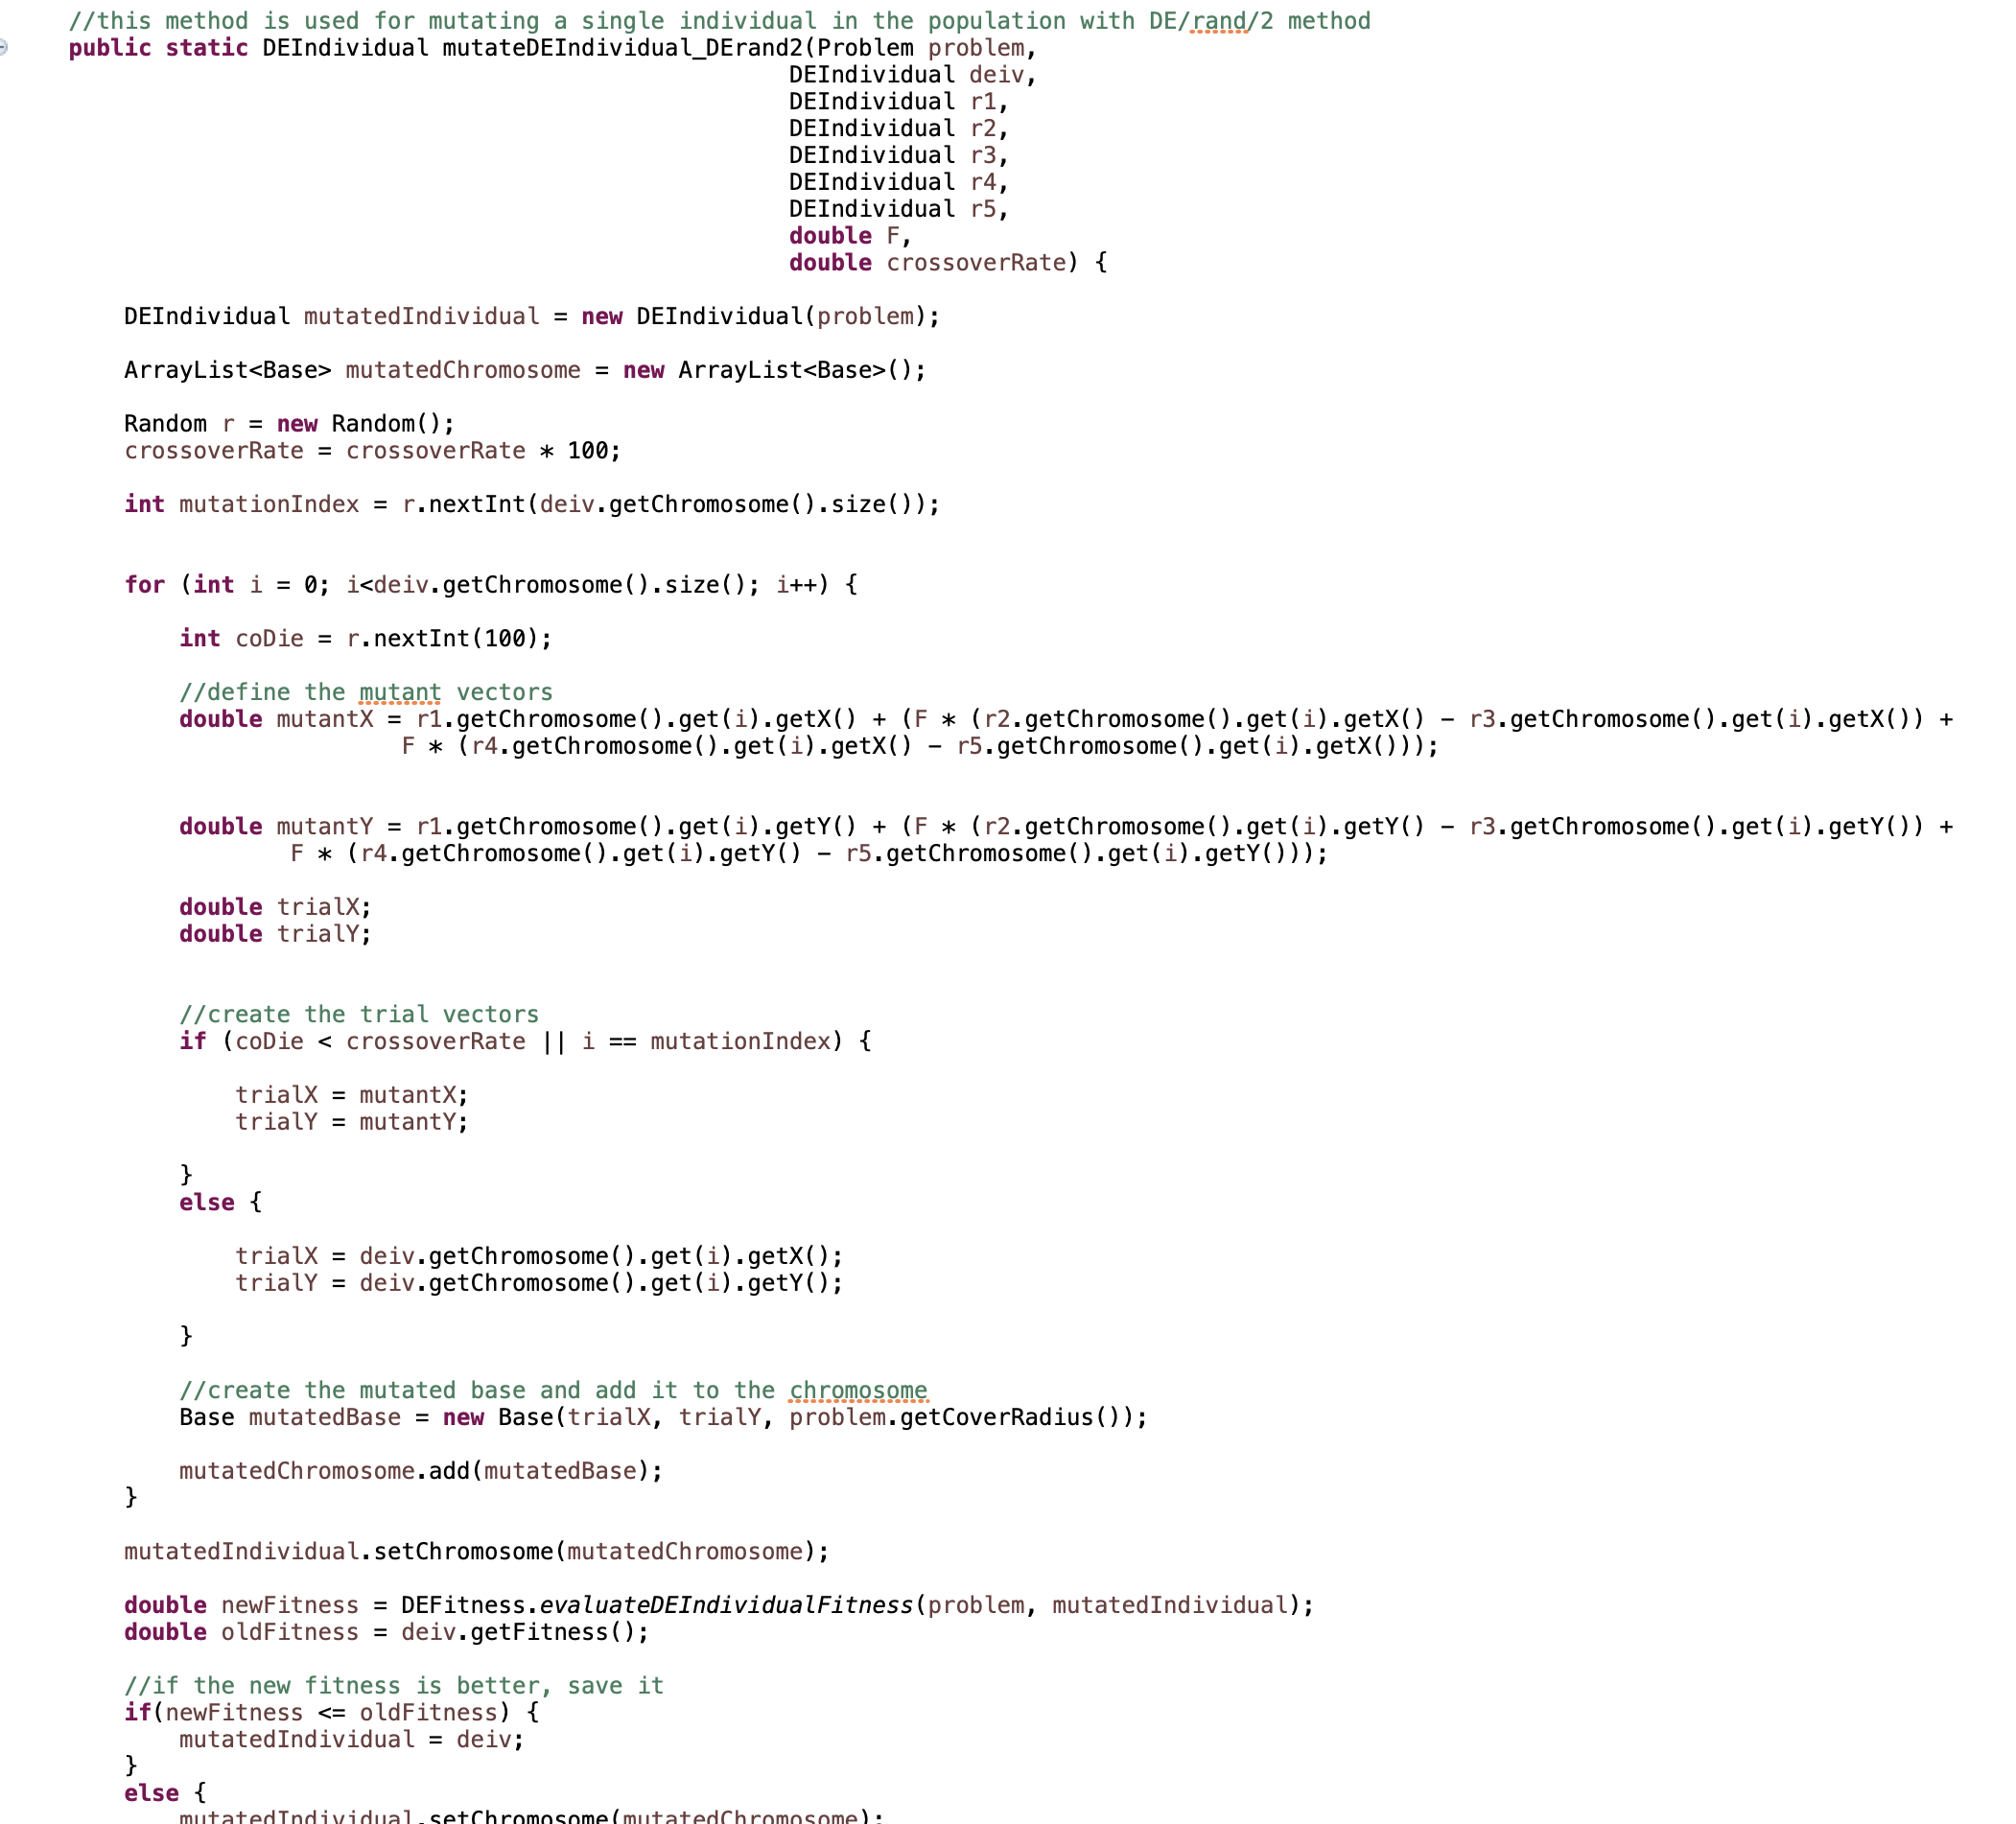 //this method is used for mutating a single individual in the population with DE/rand/2 method
public static DEIndividual mutateDEIndividual_DErand2(Problem problem,
DEIndividual deiv,
DEIndividual r1,
DEIndividual r2,
DEIndividual r3,
DEIndividual r4,
DEIndividual r5,
double F,
double crossoverRate) {
DEIndividual mutatedIndividual = new DEIndividual(problem);
ArrayList<Base> mutatedChromosome = new ArrayList<Base>();
Random r = new Random();
crossoverRate = crossoverRate * 100;
int mutationIndex = r.nextInt(deiv.getChromosome().size());
for (int i = 0; i<deiv.getChromosome().size(); i++) {
int coDie = r.nextInt(100);
//define the mutant vectors
double mutantX = r1.getChromosome().get(i).getX() + (F * (r2.getChromosome().get(i).getX() - r3.getChromosome().get(i).getX()) +
F * (r4.getChromosome().get(i).getX() - r5.getChromosome().get(i).getX()));
double mutantY = r1.getChromosome().get(i).getY() + (F * (r2.getChromosome().get(i).getY() - r3.getChromosome().get(i).getY()) +
F * (r4.getChromosome().get(i).getY() - r5.getChromosome().get(i).getY()));
double trialX;
double trialY;
//create the trial vectors
if (coDie < crossoverRate || i == mutationIndex) {
trialX = mutantX;
trialY = mutantY;
}
else {
trialX = deiv.getChromosome().get(i).getX();
trialY = deiv.getChromosome().get(i).getY();
}
//create the mutated base and add it to the chromosome
Base mutatedBase = new Base(trialX, trialY, problem.getCoverRadius());
mutatedChromosome.add(mutatedBase);
}
mutatedIndividual.setChromosome(mutatedChromosome);
double newFitness = DEFitness.evaluateDEIndividualFitness(problem, mutatedIndividual);
double oldFitness = deiv.getFitness();
//if the new fitness is better, save it
if(newFitness <= oldFitness) {
mutatedIndividual = deiv;
}
else {
mutatedIndividual.setChromosome(mutatedChromosome);